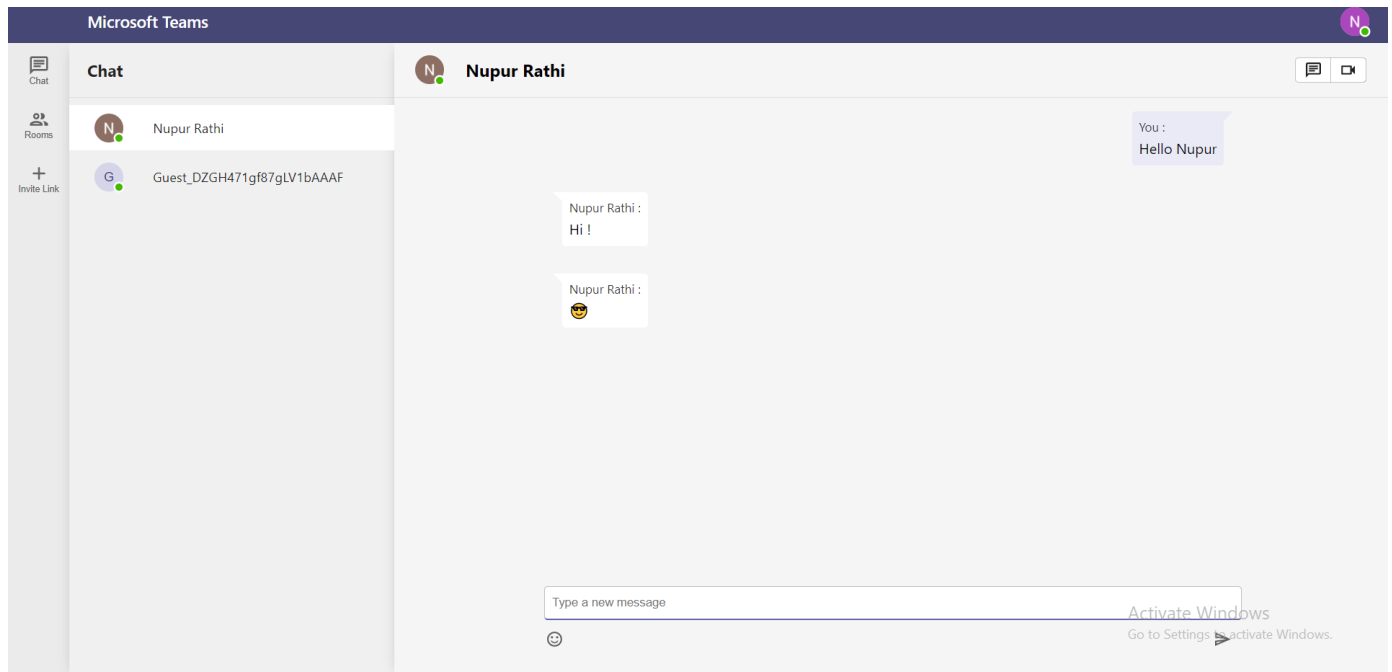 Microsoft Teams
N
Chat
Rooms
Invite Link
Chat
N
Nupur Rathi
G
Guest_DZGH471gf87gLV1bAAAF
N
Nupur Rathi
You :
Hello Nupur
Nupur Rathi :
Hi !
Nupur Rathi :
😎
Type a new message
Activate Windows
Go to Settings to activate Windows.